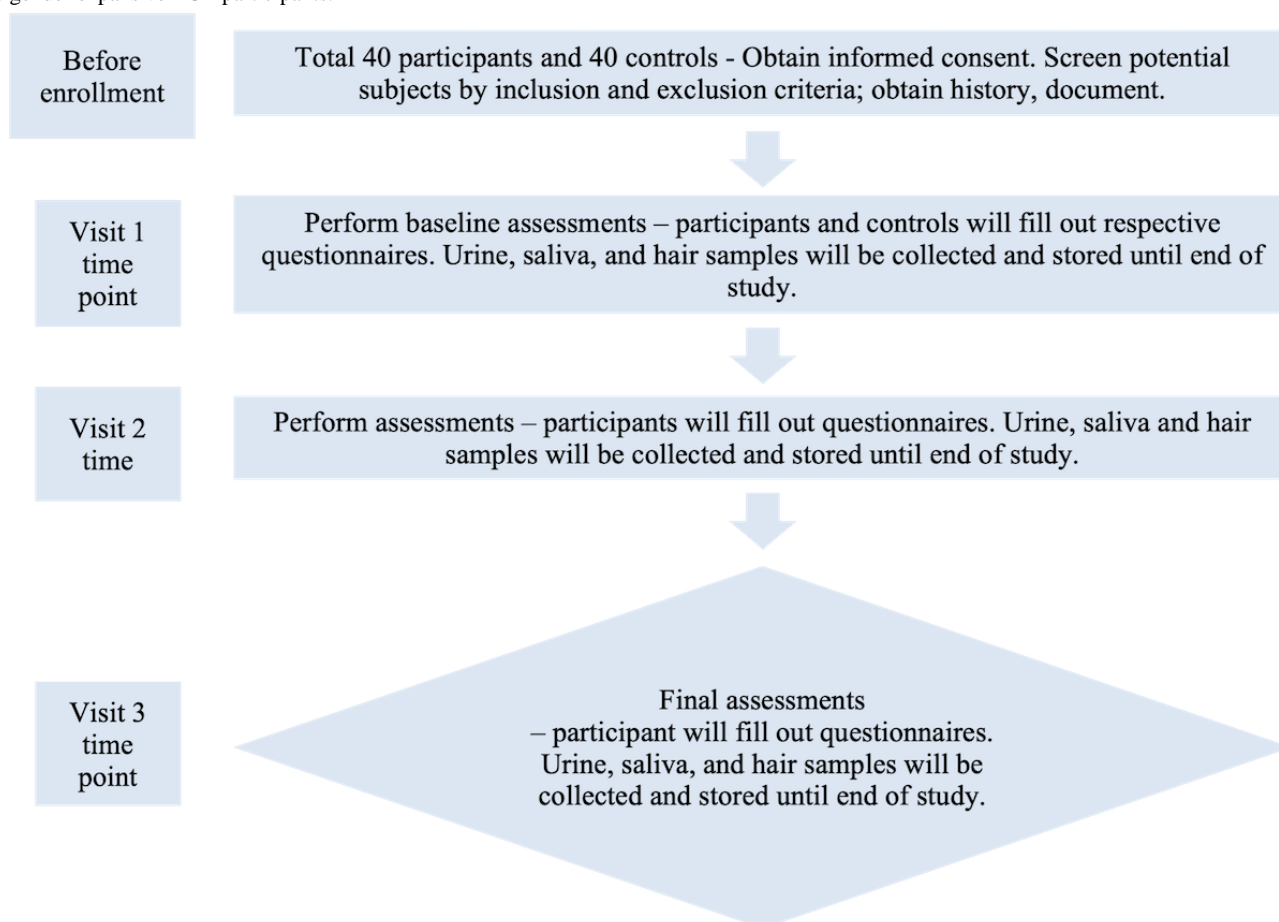 Before
enrollment
Total 40 participants and 40 controls - Obtain informed consent. Screen potential
subjects by inclusion and exclusion criteria; obtain history, document.
Visit 1
time
point
Perform baseline assessments – participants and controls will fill out respective
questionnaires. Urine, saliva, and hair samples will be collected and stored until end of
study.
Visit 2
time
Perform assessments – participants will fill out questionnaires. Urine, saliva and hair
samples will be collected and stored until end of study.
Visit 3
time
point
Final assessments
– participant will fill out questionnaires.
Urine, saliva, and hair samples will be
collected and stored until end of study.